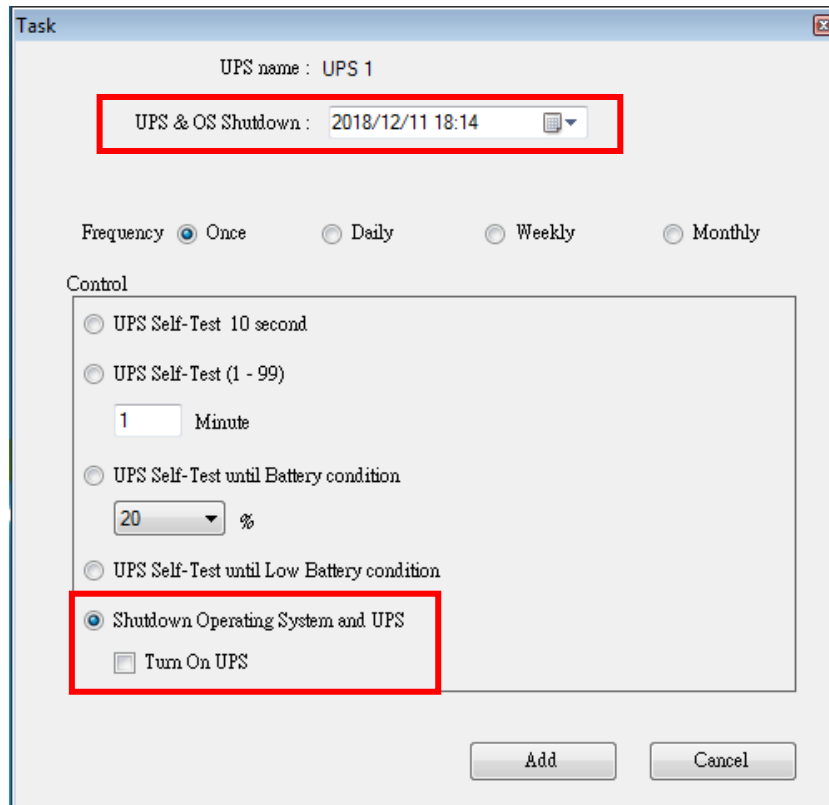 Task
UPS name : UPS 1
UPS & OS Shutdown : 2018/12/11 18:14
Frequency Once Daily Weekly Monthly
Control
UPS Self-Test 10 second
UPS Self-Test (1 - 99)
1 Minute
UPS Self-Test until Battery condition
20 %
UPS Self-Test until Low Battery condition
Shutdown Operating System and UPS
Turn On UPS
Add Cancel